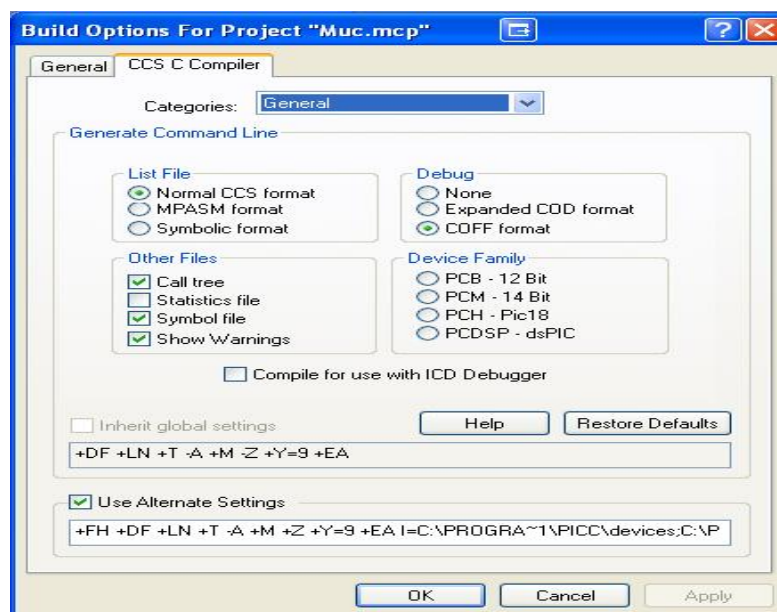 Build Options For Project "Muc.mcp"
General CCS C Compiler
Categories: General
Generate Command Line
List File
Normal CCS format
MPASM format
Symbolic format
Debug
None
Expanded COD format
COFF format
Other Files
Call tree
Statistics file
Symbol file
Show Warnings
Device Family
PCB - 12 Bit
PCM - 14 Bit
PCH - Pic18
PCDSP - dsPIC
Compile for use with ICD Debugger
Inherit global settings Help Restore Defaults
+DF +LN +T -A +M -Z +Y=9 +EA
Use Alternate Settings
+FH +DF +LN +T -A +M +Z +Y=9 +EA I=C:\PROGRA~1\PICC\devices;C:\P
OK Cancel Apply